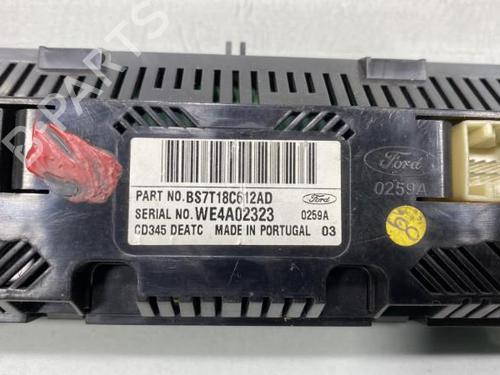 B-PARTS
PART NO. BS7T18C612AD
Ford
SERIAL NO. WE4A02323 0259A
CD345 DEATC MADE IN PORTUGAL 03
Ford
0259A